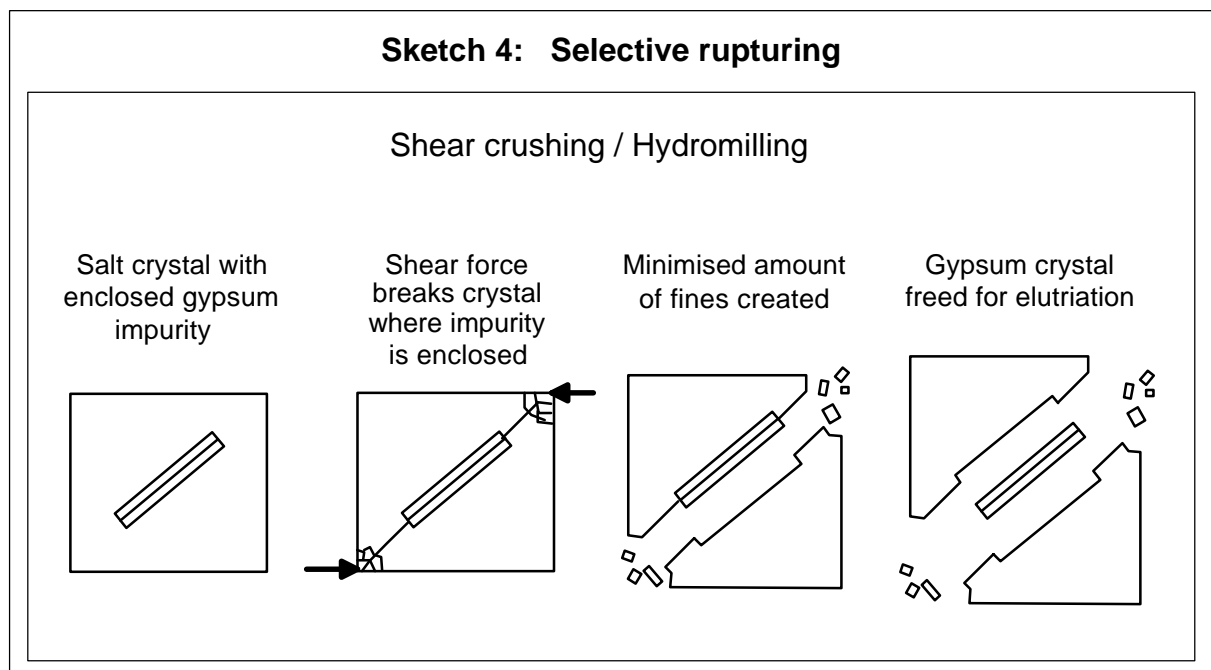 Sketch 4: Selective rupturing
Shear crushing / Hydromilling
Salt crystal with
enclosed gypsum
impurity
Shear force
breaks crystal
where impurity
is enclosed
Minimised amount
of fines created
Gypsum crystal
freed for elutriation